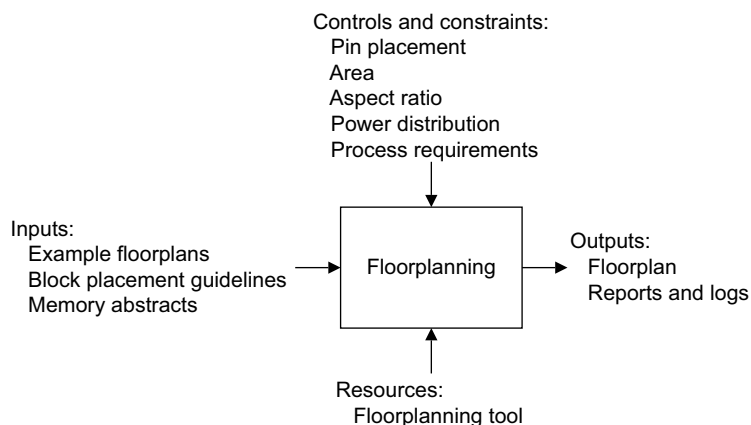 Controls and constraints:
Pin placement
Area
Aspect ratio
Power distribution
Process requirements
Inputs:
Example floorplans
Block placement guidelines
Memory abstracts
Floorplanning
Outputs:
Floorplan
Reports and logs
Resources:
Floorplanning tool